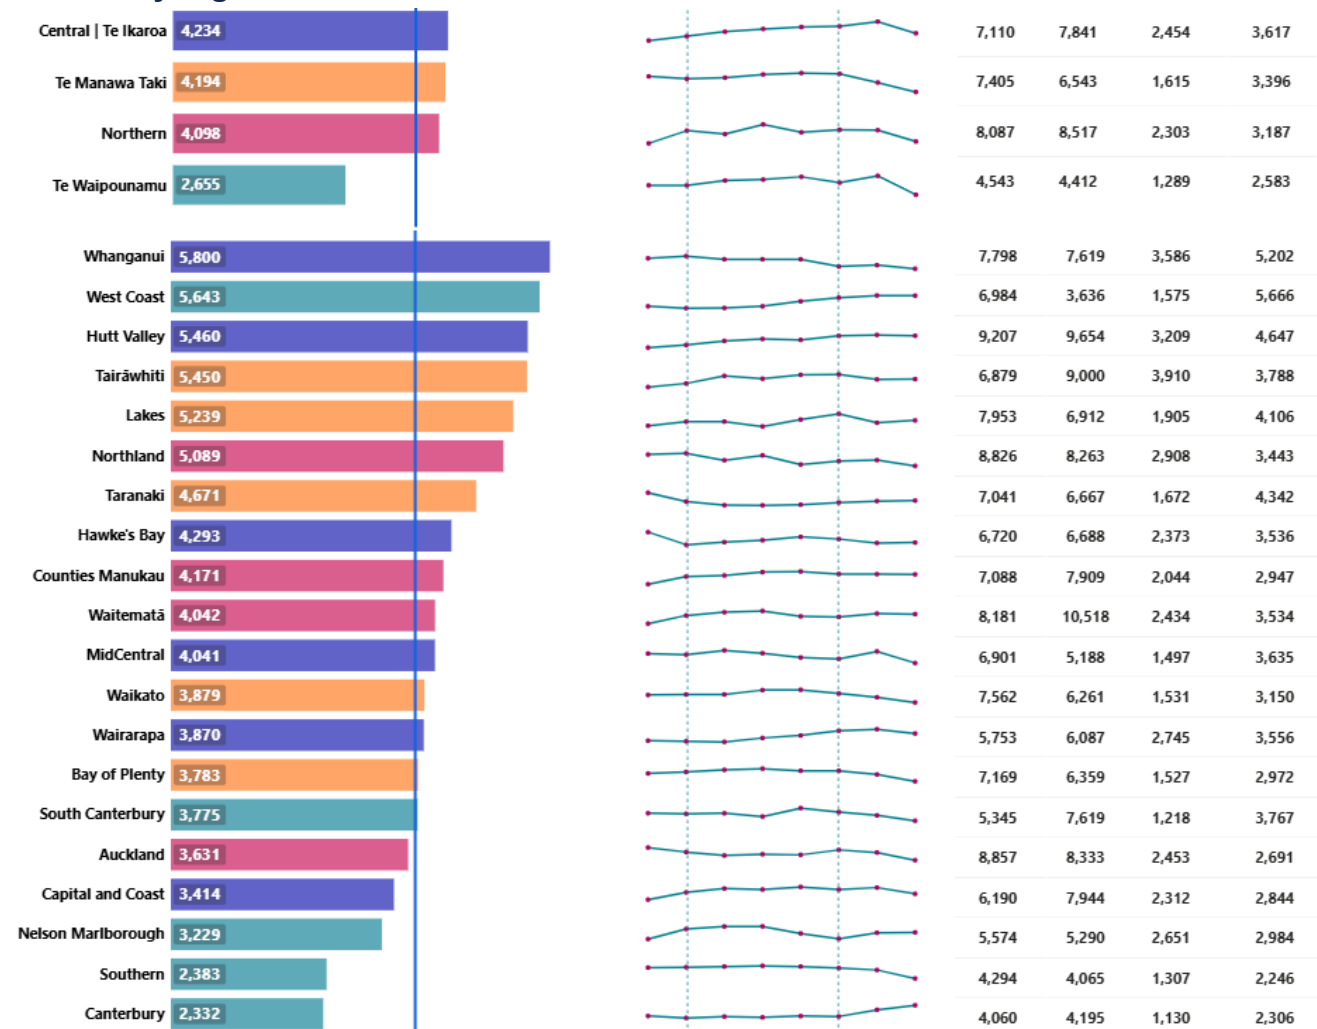 Central | Te Ikaroa 4,234 7,110 7,841 2,454 3,617
Te Manawa Taki 4,194 7,405 6,543 1,615 3,396
Northern 4,098 8,087 8,517 2,303 3,187
Te Waipounamu 2,655 4,543 4,412 1,289 2,583
Whanganui 5,800 7,798 7,619 3,586 5,202
West Coast 5,643 6,984 3,636 1,575 5,666
Hutt Valley 5,460 9,207 9,654 3,209 4,647
Tairāwhiti 5,450 6,879 9,000 3,910 3,788
Lakes 5,239 7,953 6,912 1,905 4,106
Northland 5,089 8,826 8,263 2,908 3,443
Taranaki 4,671 7,041 6,667 1,672 4,342
Hawke's Bay 4,293 6,720 6,688 2,373 3,536
Counties Manukau 4,171 7,088 7,909 2,044 2,947
Waitematā 4,042 8,181 10,518 2,434 3,534
MidCentral 4,041 6,901 5,188 1,497 3,635
Waikato 3,879 7,562 6,261 1,531 3,150
Wairarapa 3,870 5,753 6,087 2,745 3,556
Bay of Plenty 3,783 7,169 6,359 1,527 2,972
South Canterbury 3,775 5,345 7,619 1,218 3,767
Auckland 3,631 8,857 8,333 2,453 2,691
Capital and Coast 3,414 6,190 7,944 2,312 2,844
Nelson Marlborough 3,229 5,574 5,290 2,651 2,984
Southern 2,383 4,294 4,065 1,307 2,246
Canterbury 2,332 4,060 4,195 1,130 2,306